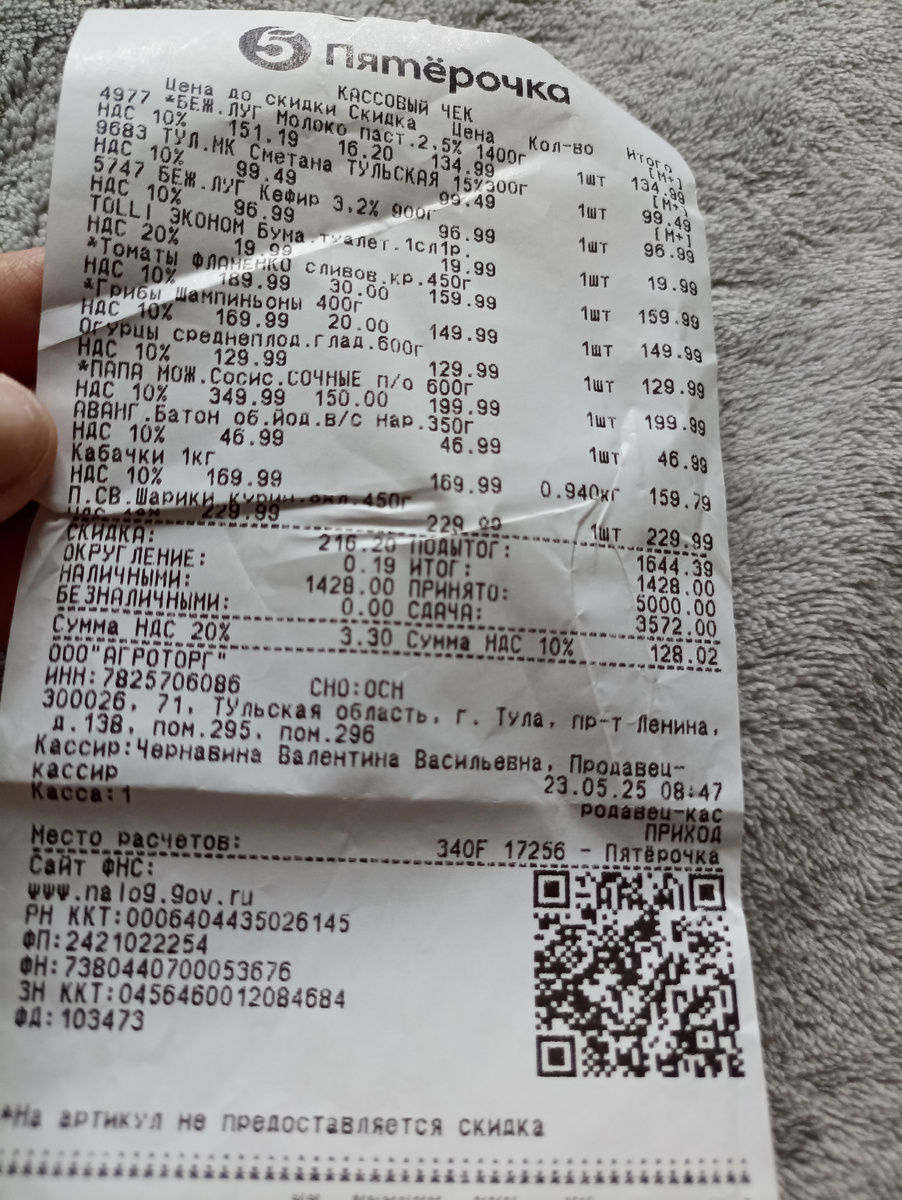 5 Пятёрочка
КАССОВЫЙ ЧЕК
Цена до скидки Скидка Цена Кол-во Итого
4977 *БЕЖ.ЛУГ Молоко паст.2,5% 1400г [М+]
НДС 10% 151.19 16.20 134.99 1шт 134.99
9683 ТУЛ.МК Сметана ТУЛЬСКАЯ 15%300г [М+]
НДС 10% 99.49 99.49 1шт 99.49
5747 БЕЖ.ЛУГ Кефир 3,2% 900г [М+]
НДС 10% 96.99 96.99 1шт 96.99
TOLLI ЭКОНОМ Бума.туалет.1сл1р.
НДС 20% 19.99 19.99 1шт 19.99
*Томаты ФЛАМЕНКО сливов.кр.450г
НДС 10% 189.99 30.00 159.99 1шт 159.99
*Грибы Шампиньоны 400г
НДС 10% 169.99 20.00 149.99 1шт 149.99
Огурцы среднеплод.глад.600г
НДС 10% 129.99 129.99 1шт 129.99
*ПАПА МОЖ.Сосис.СОЧНЫЕ п/о 600г
НДС 10% 349.99 150.00 199.99 1шт 199.99
АВАНГ.Батон об.йод.в/с нар.350г
НДС 10% 46.99 46.99 1шт 46.99
Кабачки 1кг
НДС 10% 169.99 169.99 0.940кг 159.79
П.СВ.Шарики курин.охл.450г
НДС 10% 229.99 229.99 1шт 229.99
СКИДКА: 216.20 ПОДЫТОГ: 1644.39
ОКРУГЛЕНИЕ: 0.19 ИТОГ: 1428.00
НАЛИЧНЫМИ: 1428.00 ПРИНЯТО: 5000.00
БЕЗНАЛИЧНЫМИ: 0.00 СДАЧА: 3572.00
Сумма НДС 20% 3.30 Сумма НДС 10% 128.02
ООО"АГРОТОРГ"
ИНН:7825706086 СНО:ОСН
300026, 71, Тульская область, г. Тула, пр-т Ленина,
д.138, пом.295, пом.296
Кассир:Чернавина Валентина Васильевна, Продавец-
кассир 23.05.25 08:47
Касса:1 родавец-кас
ПРИХОД
Место расчетов: 340F 17256 - Пятёрочка
Сайт ФНС:
www.nalog.gov.ru
РН ККТ:0006404435026145
ФП:2421022254
ФН:7380440700053676
ЗН ККТ:0456460012084684
ФД:103473
*На артикул не предоставляется скидка